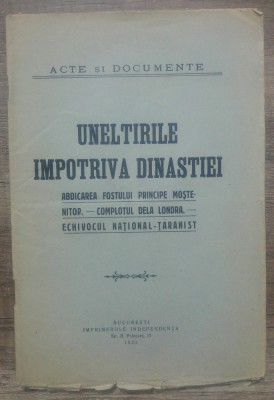 ACTE SI DOCUMENTE
UNELTIRILE
IMPOTRIVA DINASTIEI
ABDICAREA FOSTULUI PRINCIPE MOȘTE-
NITOR. — COMPLOTUL DELA LONDRA. —
ECHIVOCUL NAȚIONAL-ȚARANIST
BUCUREȘTI
IMPRIMERIILE INDEPENDENȚA